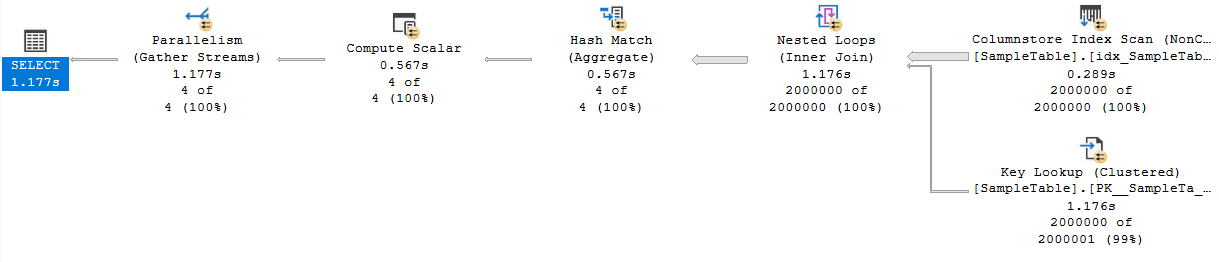 SELECT
1.177s
Parallelism
(Gather Streams)
1.177s
4 of
4 (100%)
Compute Scalar
0.567s
4 of
4 (100%)
Hash Match
(Aggregate)
0.567s
4 of
4 (100%)
Nested Loops
(Inner Join)
1.176s
2000000 of
2000000 (100%)
Columnstore Index Scan (NonC…
[SampleTable].[idx_SampleTab…
0.289s
2000000 of
2000000 (100%)
Key Lookup (Clustered)
[SampleTable].[PK__SampleTa_…
1.176s
2000000 of
2000001 (99%)